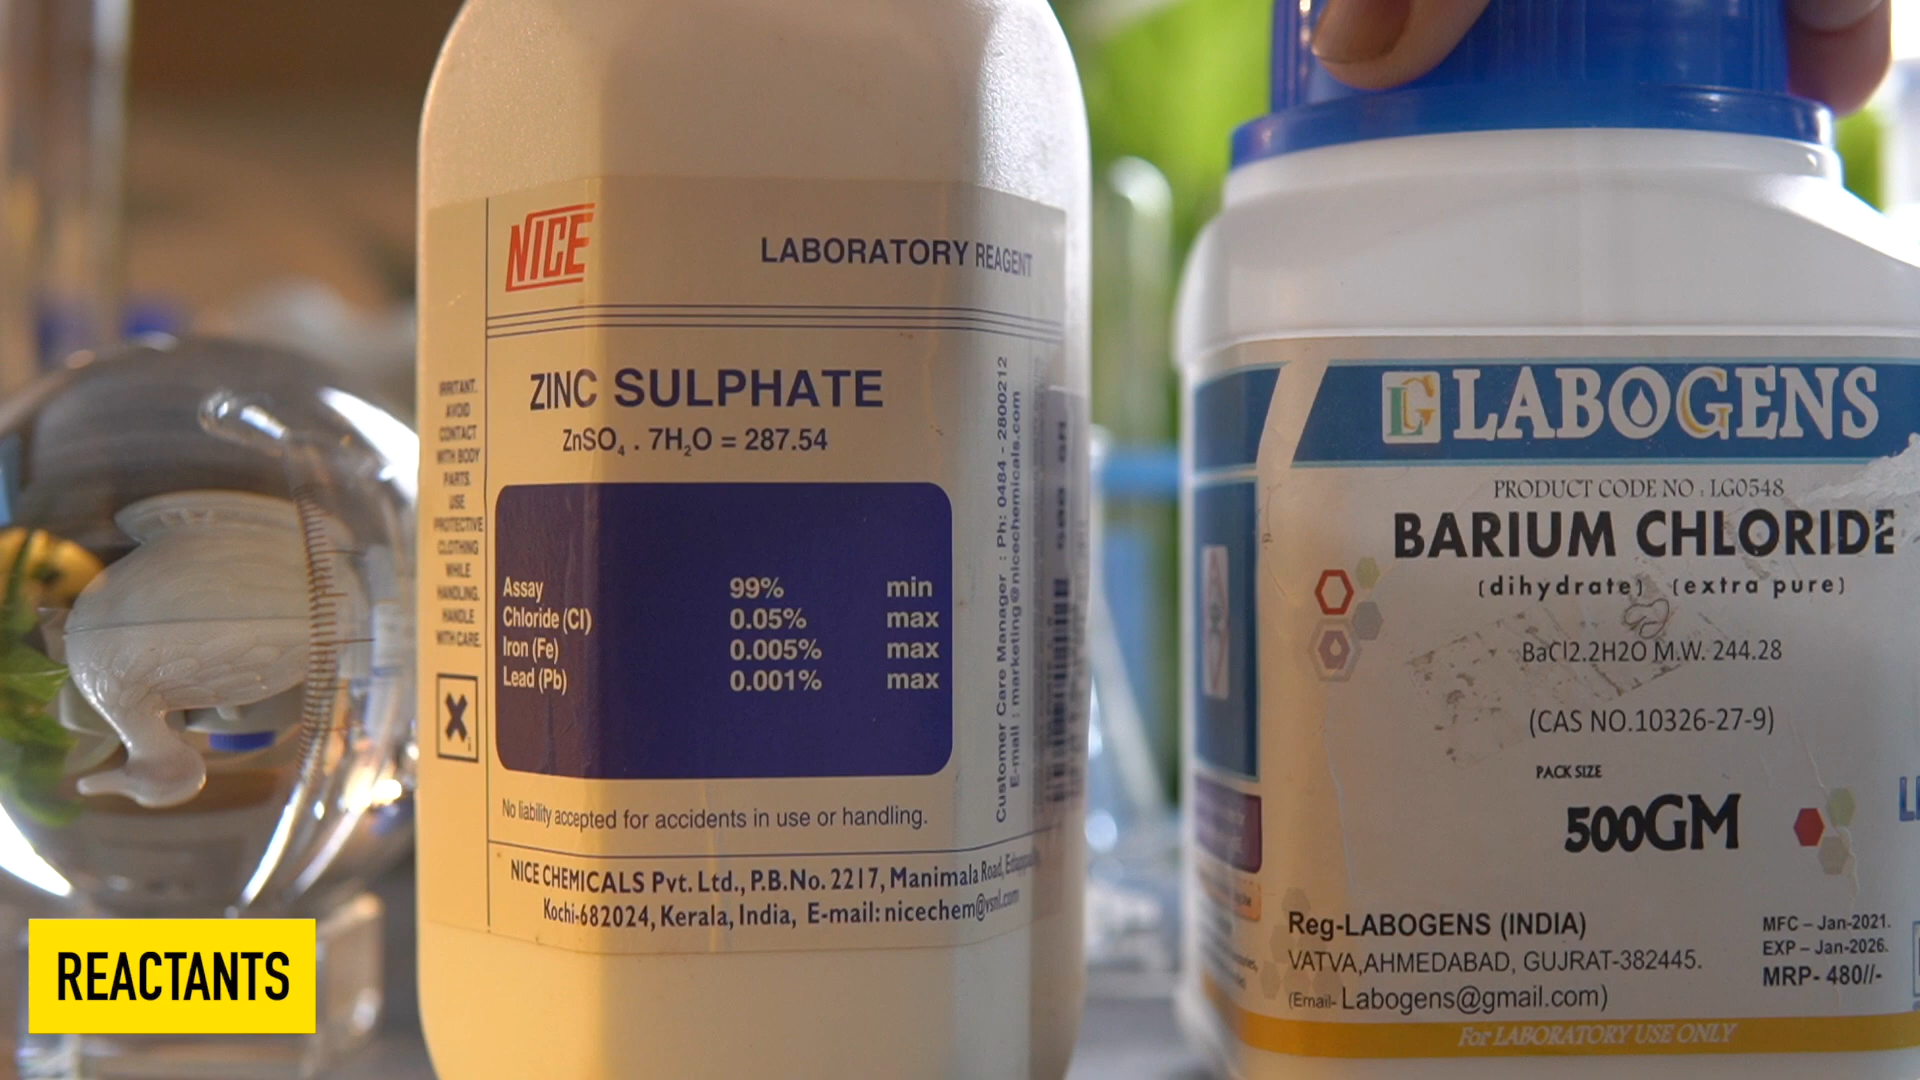 NICE
LABORATORY REAGENT
ZINC SULPHATE
ZnSO₄ . 7H₂O = 287.54
IRRITANT.
AVOID
CONTACT
WITH BODY
PARTS.
USE
PROTECTIVE
CLOTHING
WHILE
HANDLING.
HANDLE
WITH CARE.
Assay 99% min
Chloride (Cl) 0.05% max
Iron (Fe) 0.005% max
Lead (Pb) 0.001% max
Customer Care Manager : Ph: 0484 - 2800212
E-mail : marketing@nicechemicals.com
No liability accepted for accidents in use or handling.
NICE CHEMICALS Pvt. Ltd., P.B.No. 2217, Manimala Road,
Kochi-682024, Kerala, India, E-mail: nicechem@vsnl.com
LG LABOGENS
PRODUCT CODE NO : LG0548
BARIUM CHLORIDE
(dihydrate) (extra pure)
BaCl2.2H2O M.W. 244.28
(CAS NO.10326-27-9)
PACK SIZE
500GM
Reg-LABOGENS (INDIA)
VATVA,AHMEDABAD, GUJRAT-382445.
(Email- Labogens@gmail.com)
MFC – Jan-2021.
EXP – Jan-2026.
MRP- 480//-
For LABORATORY USE ONLY
REACTANTS